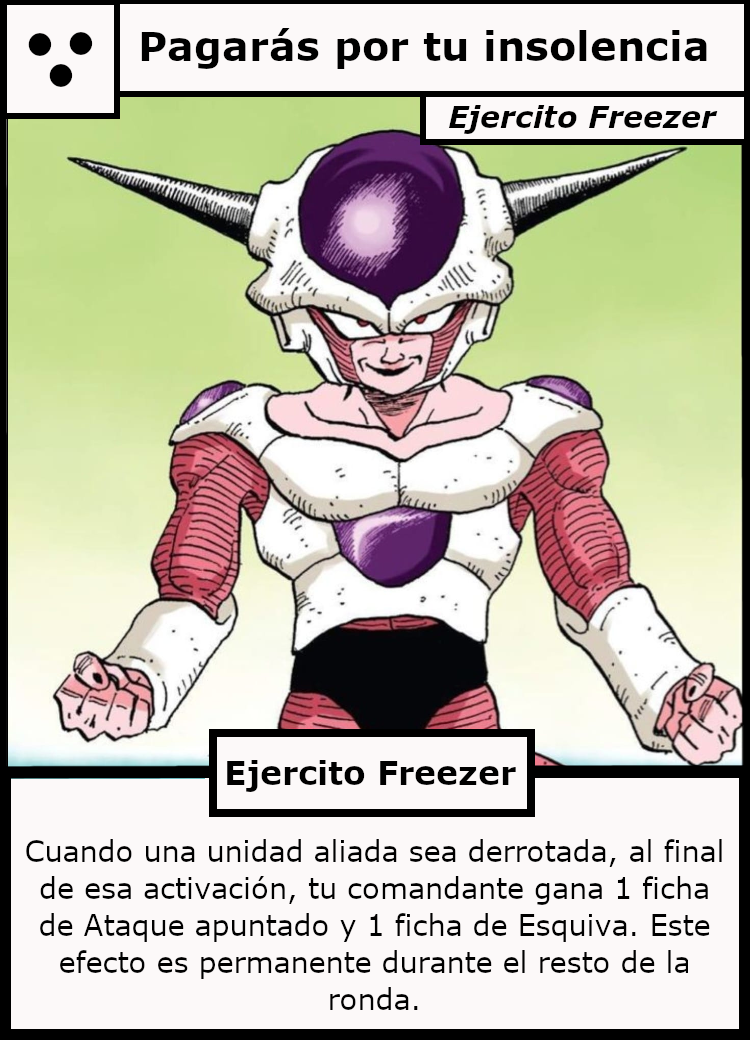 Pagarás por tu insolencia
Ejercito Freezer
Ejercito Freezer
Cuando una unidad aliada sea derrotada, al final
de esa activación, tu comandante gana 1 ficha
de Ataque apuntado y 1 ficha de Esquiva. Este
efecto es permanente durante el resto de la
ronda.